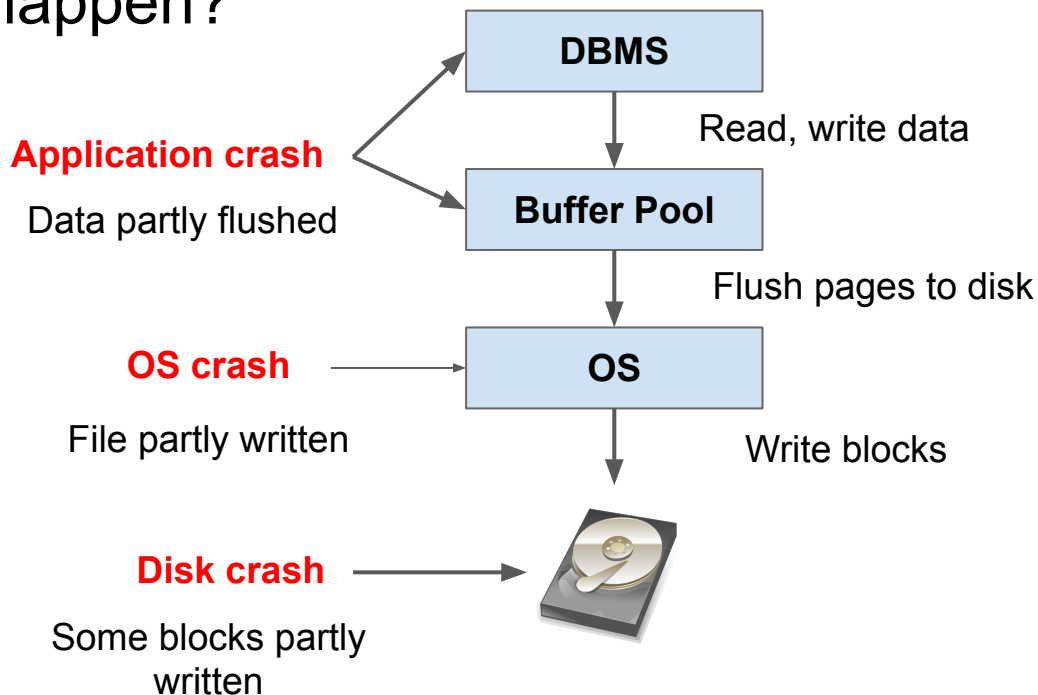 happen?
DBMS
Read, write data
Application crash
Data partly flushed
Buffer Pool
Flush pages to disk
OS crash
OS
File partly written
Write blocks
Disk crash
Some blocks partly
written